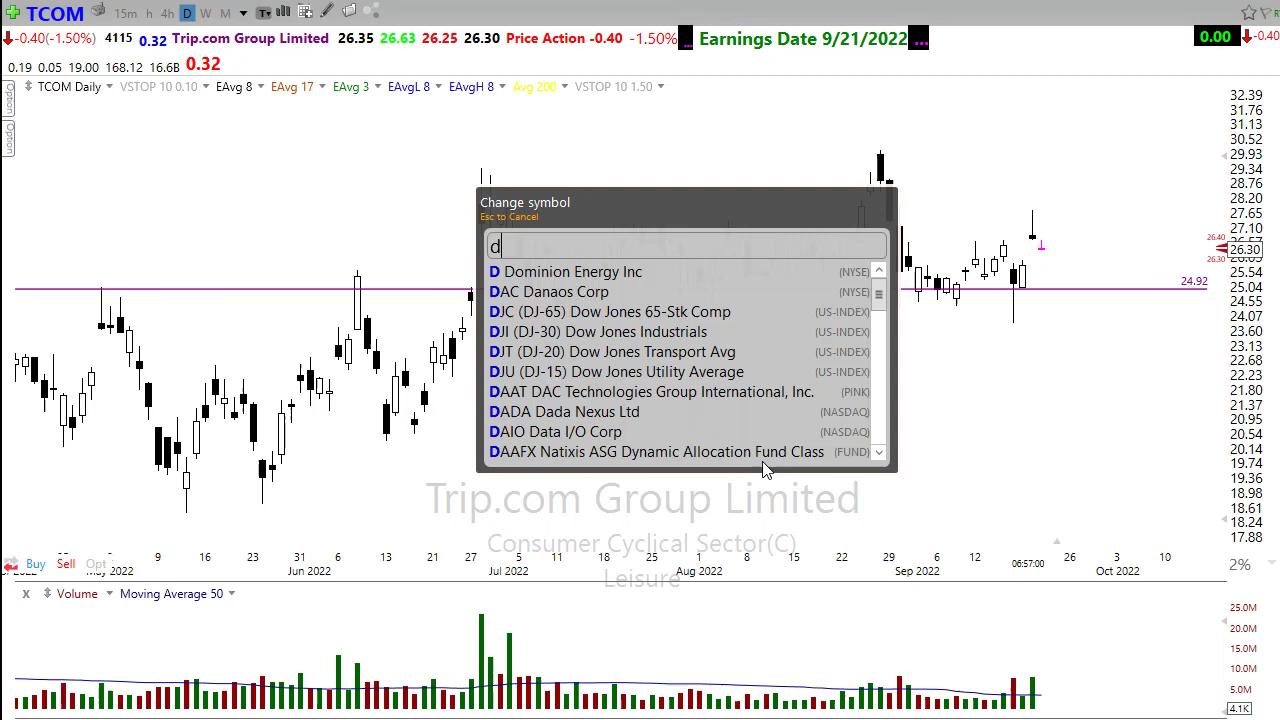 TCOM 15m h 4h D W M T
-0.40(-1.50%) 4115 0.32 Trip.com Group Limited 26.35 26.63 26.25 26.30 Price Action -0.40 -1.50% ... Earnings Date 9/21/2022 ... 0.00 -0.40
0.19 0.05 19.00 168.12 16.6B 0.32
Option
Option
TCOM Daily VSTOP 10 0.10 EAvg 8 EAvg 17 EAvg 3 EAvgL 8 EAvgH 8 Avg 200 VSTOP 10 1.50
32.39
31.76
31.13
30.52
29.93
29.34
28.76
28.20
27.65
27.10
26.40
26.30
26.30
25.54
25.04
24.92
24.55
24.07
23.60
23.13
22.68
22.24
21.80
21.37
20.95
20.54
20.14
19.74
19.36
18.98
18.61
18.24
17.88
Change symbol
Esc to Cancel
d
D Dominion Energy Inc (NYSE)
DAC Danaos Corp (NYSE)
DJC (DJ-65) Dow Jones 65-Stk Comp (US-INDEX)
DJI (DJ-30) Dow Jones Industrials (US-INDEX)
DJT (DJ-20) Dow Jones Transport Avg (US-INDEX)
DJU (DJ-15) Dow Jones Utility Average (US-INDEX)
DAAT DAC Technologies Group International, Inc. (PINK)
DADA Dada Nexus Ltd (NASDAQ)
DAIO Data I/O Corp (NASDAQ)
DAAFX Natixis ASG Dynamic Allocation Fund Class (FUND)
Trip.com Group Limited
Consumer Cyclical Sector(C)
Leisure
9 16 23 31 6 13 21 27 5 11 18 25 8 15 22 29 6 12 26 3 10
Buy Sell Opt
May 2022 Jun 2022 Jul 2022 Aug 2022 Sep 2022 06:57:00 Oct 2022
2%
X Volume Moving Average 50
25.0M
20.0M
15.0M
10.0M
5.0M
4.1K